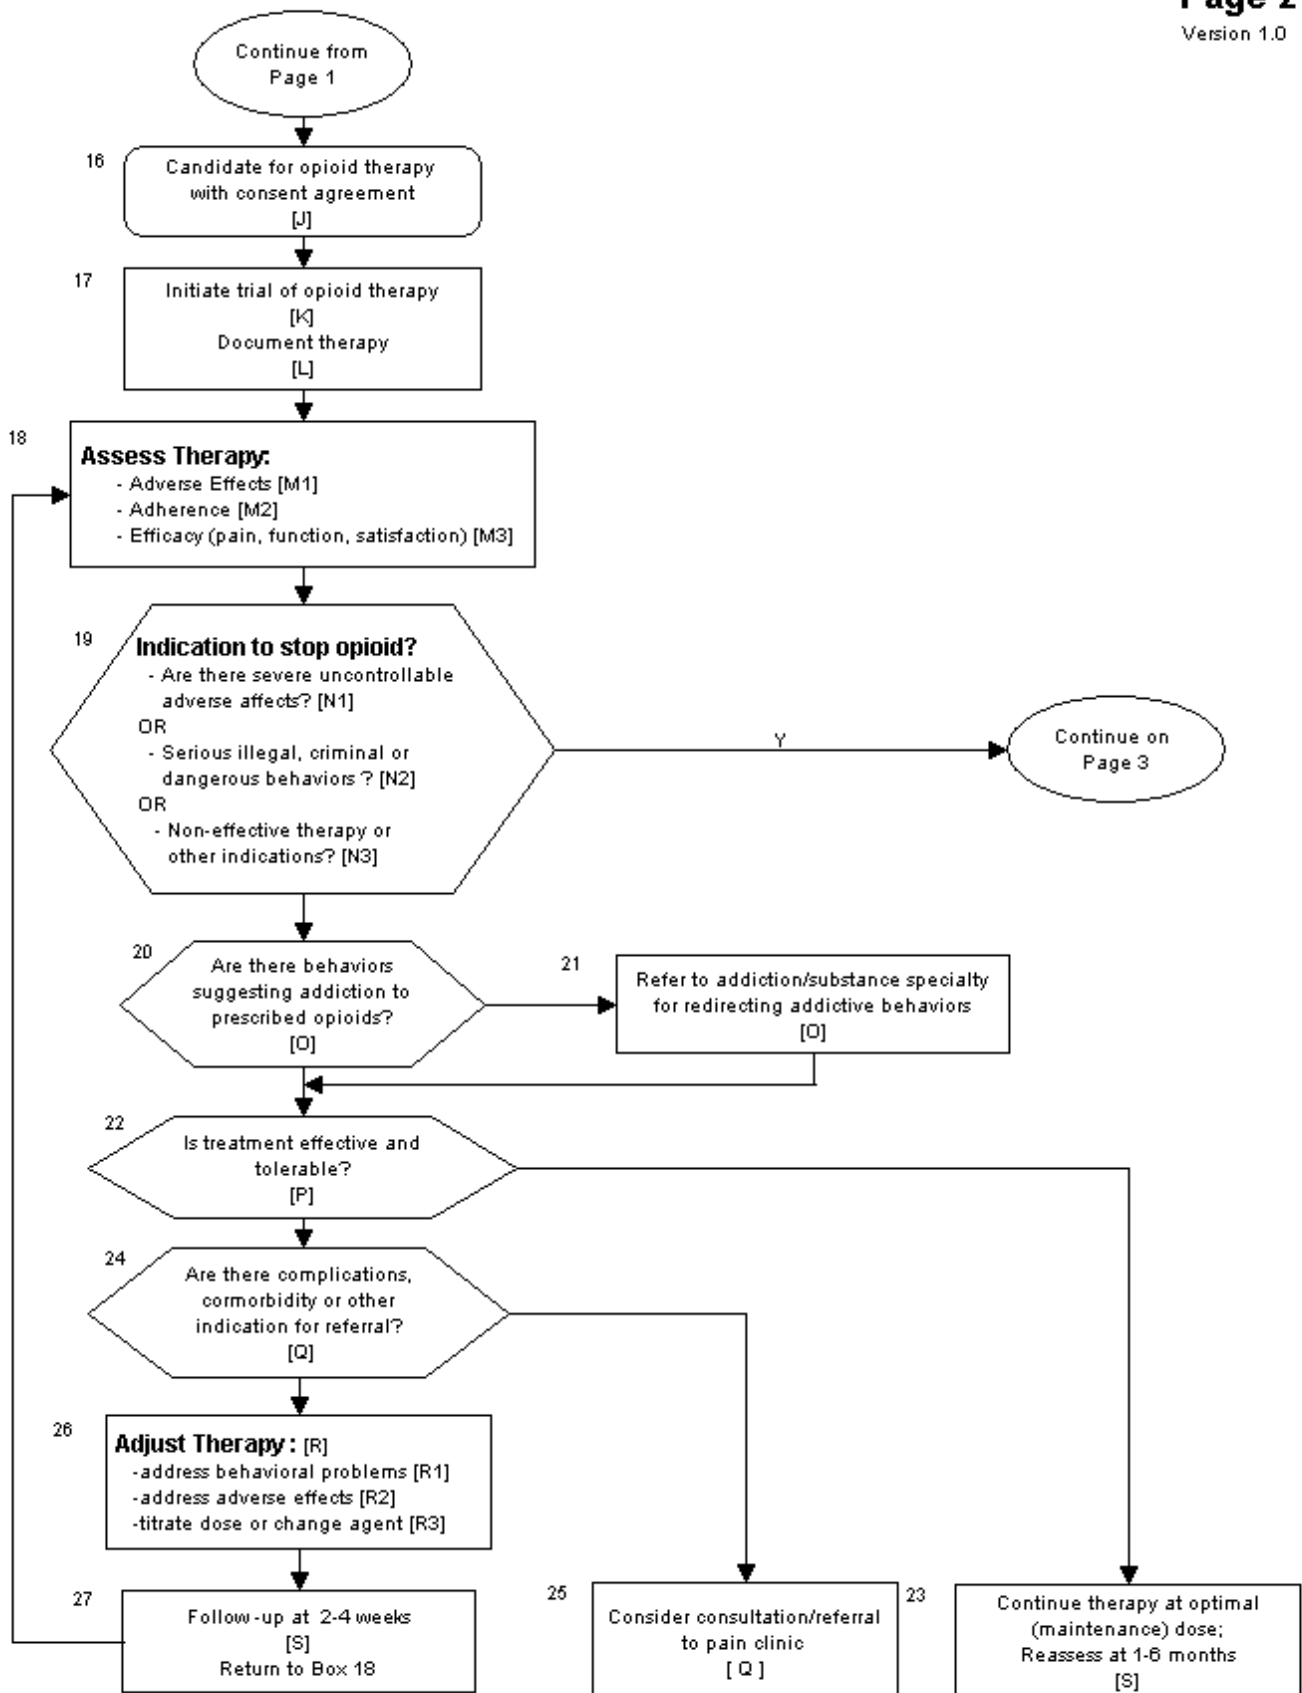 Page 2
Version 1.0
Continue from
Page 1
16
Candidate for opioid therapy
with consent agreement
[J]
17
Initiate trial of opioid therapy
[K]
Document therapy
[L]
18
Assess Therapy:
- Adverse Effects [M1]
- Adherence [M2]
- Efficacy (pain, function, satisfaction) [M3]
19
Indication to stop opioid?
- Are there severe uncontrollable
adverse affects? [N1]
OR
- Serious illegal, criminal or
dangerous behaviors ? [N2]
OR
- Non-effective therapy or
other indications? [N3]
Y
Continue on
Page 3
20
Are there behaviors
suggesting addiction to
prescribed opioids?
[O]
21
Refer to addiction/substance specialty
for redirecting addictive behaviors
[O]
22
Is treatment effective and
tolerable?
[P]
24
Are there complications,
cormorbidity or other
indication for referral?
[Q]
26
Adjust Therapy : [R]
-address behavioral problems [R1]
-address adverse effects [R2]
-titrate dose or change agent [R3]
27
Follow-up at 2-4 weeks
[S]
Return to Box 18
25
Consider consultation/referral
to pain clinic
[ Q ]
23
Continue therapy at optimal
(maintenance) dose;
Reassess at 1-6 months
[S]